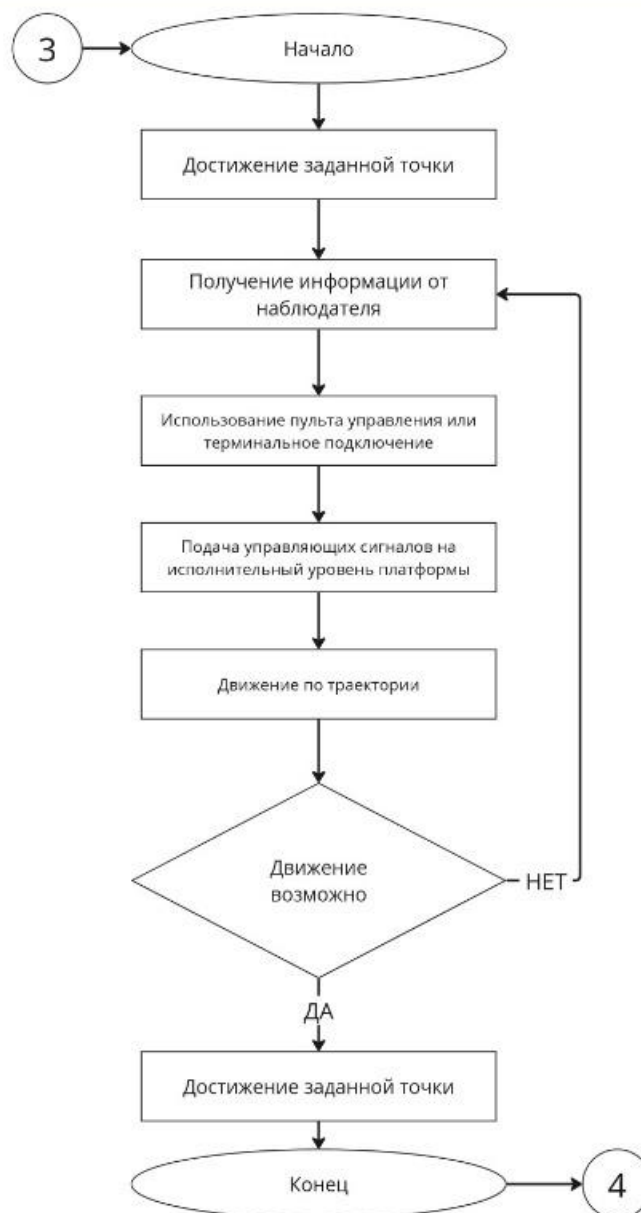 3
Начало
Достижение заданной точки
Получение информации от
наблюдателя
Использование пульта управления или
терминальное подключение
Подача управляющих сигналов на
исполнительный уровень платформы
Движение по траектории
Движение
возможно
НЕТ
ДА
Достижение заданной точки
Конец
4